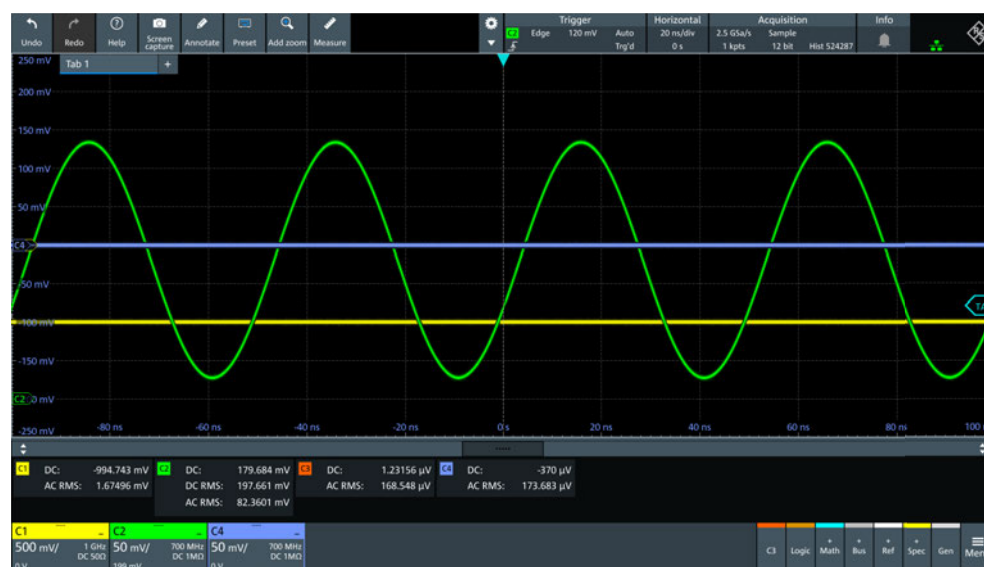 Undo Redo Help Screen capture Annotate Preset Add zoom Measure
Trigger Horizontal Acquisition Info
C2 Edge 120 mV Auto 20 ns/div 2.5 GSa/s Sample
Trg'd 0 s 1 kpts 12 bit Hist 524287
Tab 1 +
250 mV
200 mV
150 mV
100 mV
50 mV
C4
-50 mV
TA
-100 mV
-150 mV
C2
-250 mV
-80 ns -60 ns -40 ns -20 ns 0 s 20 ns 40 ns 60 ns 80 ns 100
C1 DC: -994.743 mV C2 DC: 179.684 mV C3 DC: 1.23156 µV C4 DC: -370 µV
AC RMS: 1.67496 mV DC RMS: 197.661 mV AC RMS: 168.548 µV AC RMS: 173.683 µV
AC RMS: 82.3601 mV
C1 C2 C4
500 mV/ 1 GHz 50 mV/ 700 MHz 50 mV/ 700 MHz
DC 50Ω DC 1MΩ DC 1MΩ
0 V 199 mV 0 V
C3 Logic + Math + Bus + Ref + Spec Gen Men